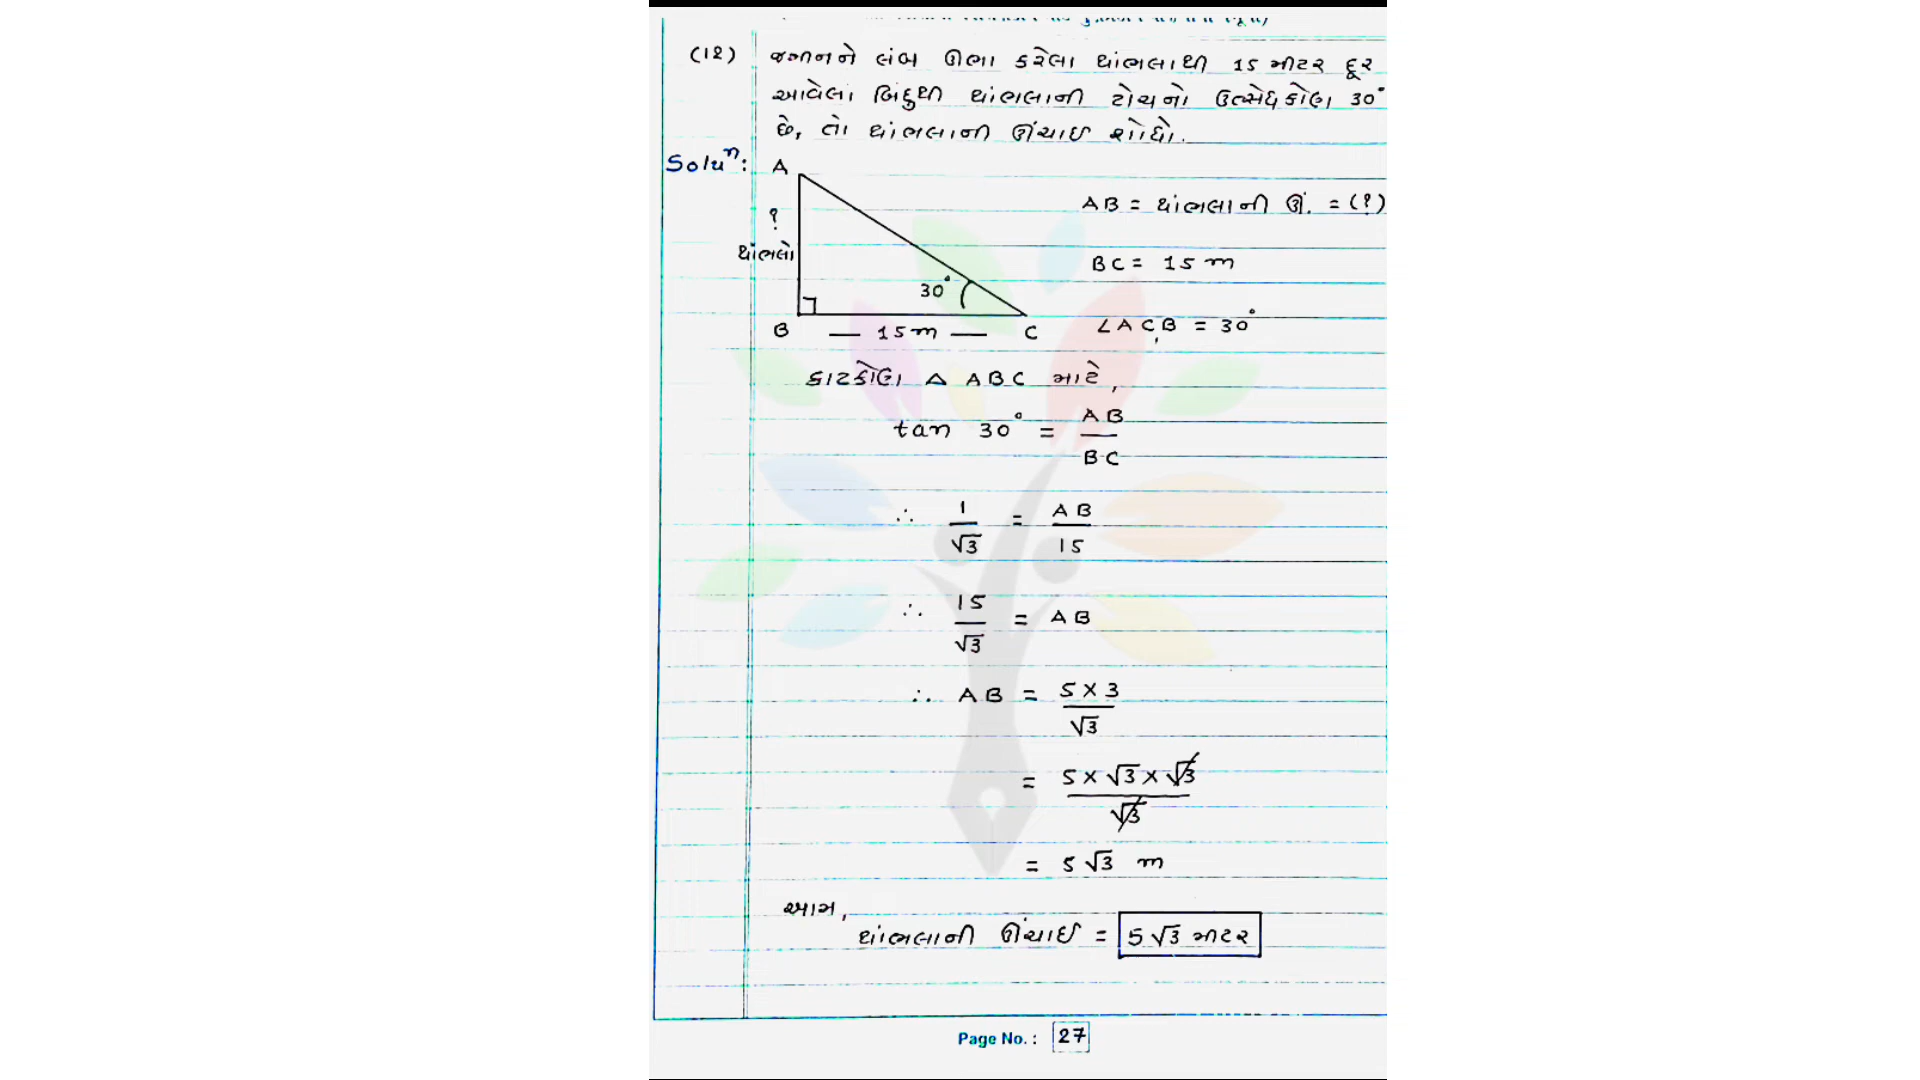 (12) જમીનને લંબ ઊભા કરેલા થાંભલાથી 15 મીટર દૂર
આવેલા બિંદુથી થાંભલાની ટોચનો ઉત્સેધકોણ 30°
છે, તો થાંભલાની ઊંચાઈ શોધો.
Soluⁿ: A
AB = થાંભલાની ઊં. = (?)
?
થાંભલો
BC = 15 m
30°
B — 15 m — C
∠ACB = 30°
કાટકોણ △ ABC માટે,
tan 30° = AB/BC
∴ 1/√3 = AB/15
∴ 15/√3 = AB
∴ AB = 5 × 3/√3
= 5 × √3 × √3/√3
= 5√3 m
આમ,
થાંભલાની ઊંચાઈ = 5√3 મીટર
Page No. : 27